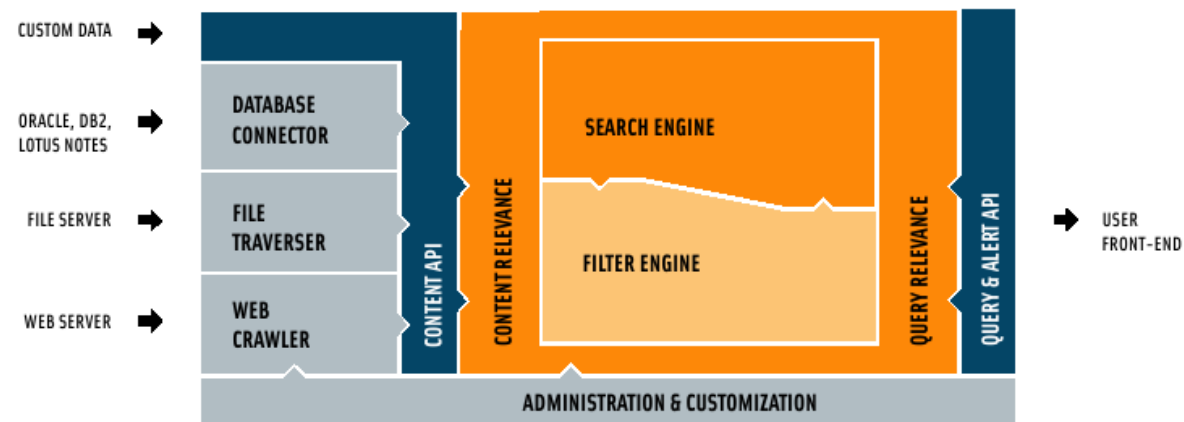 CUSTOM DATA
ORACLE, DB2,
LOTUS NOTES
FILE SERVER
WEB SERVER
DATABASE
CONNECTOR
FILE
TRAVERSER
WEB
CRAWLER
CONTENT API
CONTENT RELEVANCE
SEARCH ENGINE
FILTER ENGINE
QUERY RELEVANCE
QUERY & ALERT API
USER
FRONT-END
ADMINISTRATION & CUSTOMIZATION